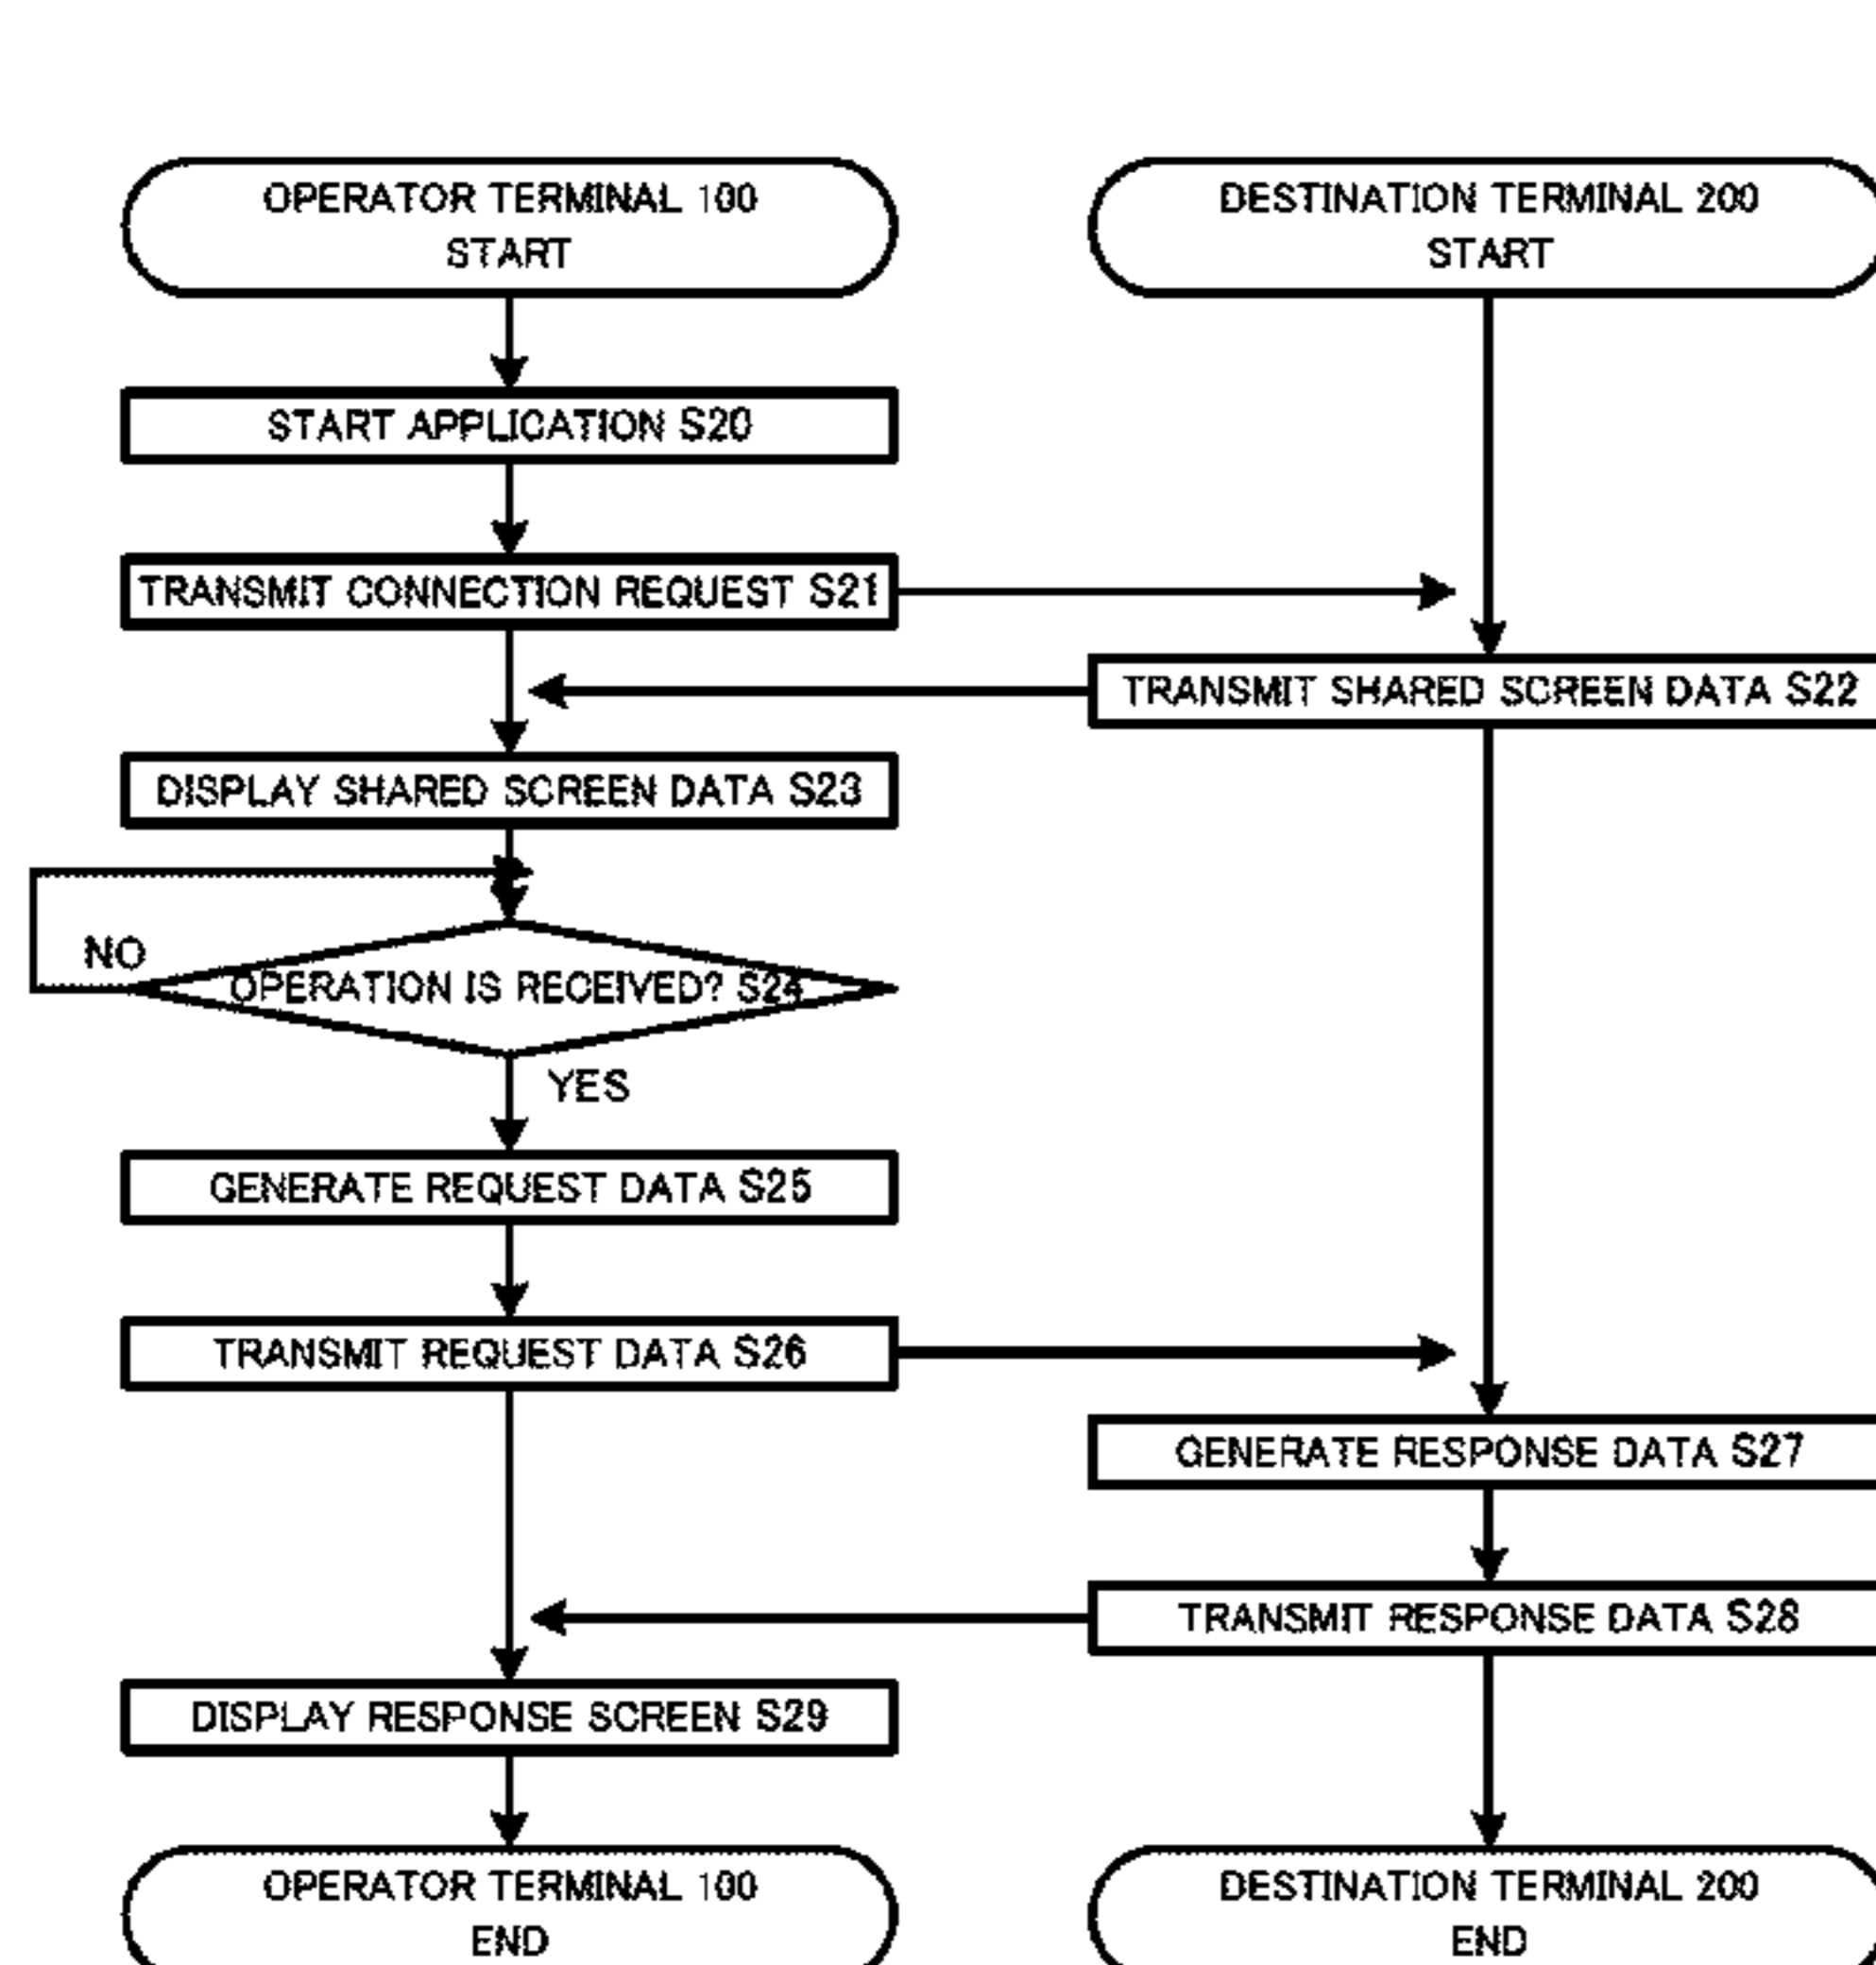 OPERATOR TERMINAL 100
START
DESTINATION TERMINAL 200
START
START APPLICATION S20
TRANSMIT CONNECTION REQUEST S21
TRANSMIT SHARED SCREEN DATA S22
DISPLAY SHARED SCREEN DATA S23
NO
OPERATION IS RECEIVED? S24
YES
GENERATE REQUEST DATA S25
TRANSMIT REQUEST DATA S26
GENERATE RESPONSE DATA S27
TRANSMIT RESPONSE DATA S28
DISPLAY RESPONSE SCREEN S29
OPERATOR TERMINAL 100
END
DESTINATION TERMINAL 200
END